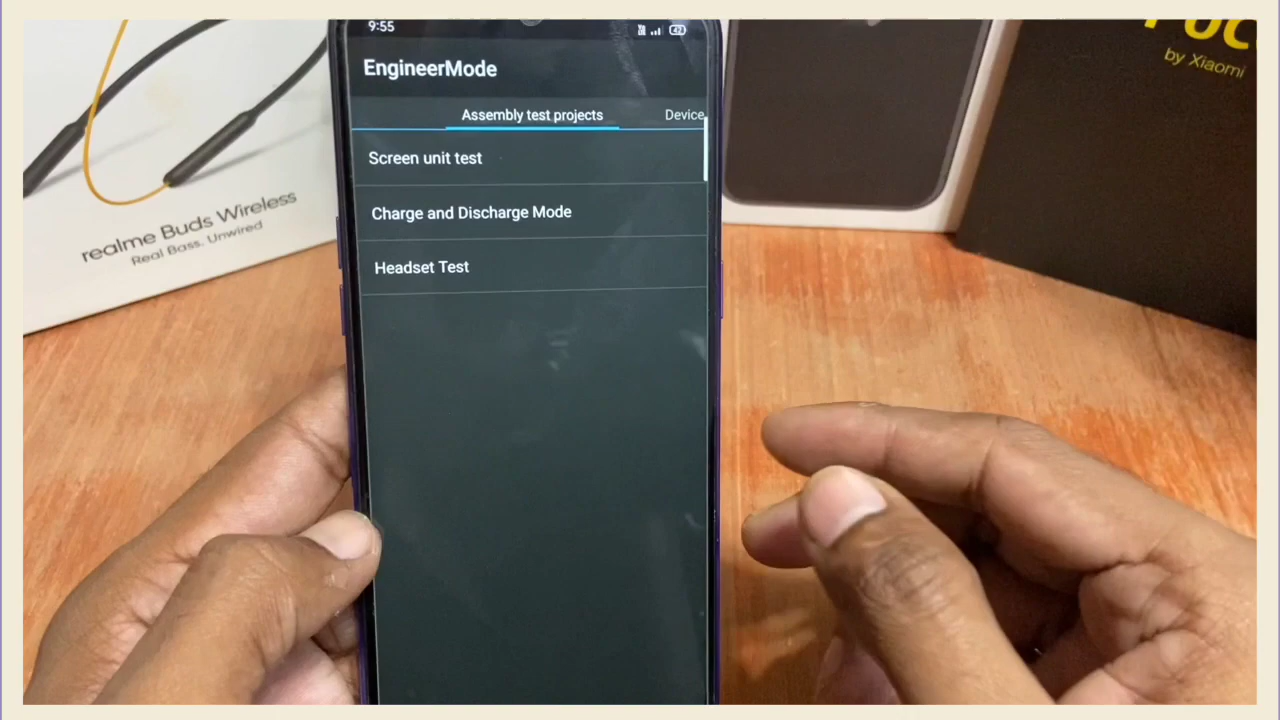 9:55
42
EngineerMode
Assembly test projects
Device
Screen unit test
Charge and Discharge Mode
Headset Test
realme Buds Wireless
Real Bass. Unwired
by Xiaomi